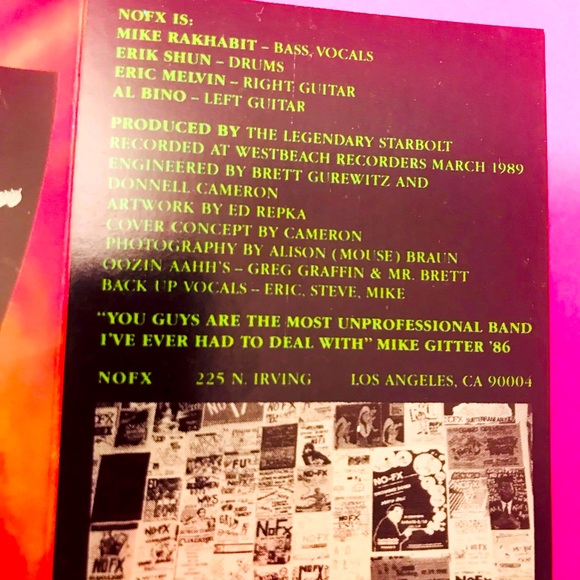 NOFX IS:
MIKE RAKHABIT – BASS, VOCALS
ERIK SHUN – DRUMS
ERIC MELVIN – RIGHT GUITAR
AL BINO – LEFT GUITAR
PRODUCED BY THE LEGENDARY STARBOLT
RECORDED AT WESTBEACH RECORDERS MARCH 1989
ENGINEERED BY BRETT GUREWITZ AND
DONNELL CAMERON
ARTWORK BY ED REPKA
COVER CONCEPT BY CAMERON
PHOTOGRAPHY BY ALISON (MOUSE) BRAUN
OOZIN AAHH'S – GREG GRAFFIN & MR. BRETT
BACK UP VOCALS – ERIC, STEVE, MIKE
"YOU GUYS ARE THE MOST UNPROFESSIONAL BAND
I'VE EVER HAD TO DEAL WITH" MIKE GITTER '86
NOFX 225 N. IRVING LOS ANGELES, CA 90004
NO-FX
NoFx
NOFX